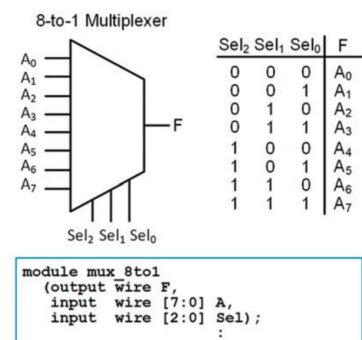 8-to-1 Multiplexer
A₀
A₁
A₂
A₃
A₄
A₅
A₆
A₇
F
Sel₂ Sel₁ Sel₀
Sel₂ Sel₁ Sel₀ F
0 0 0 A₀
0 0 1 A₁
0 1 0 A₂
0 1 1 A₃
1 0 0 A₄
1 0 1 A₅
1 1 0 A₆
1 1 1 A₇
module mux_8to1
(output wire F,
input wire [7:0] A,
input wire [2:0] Sel);
: